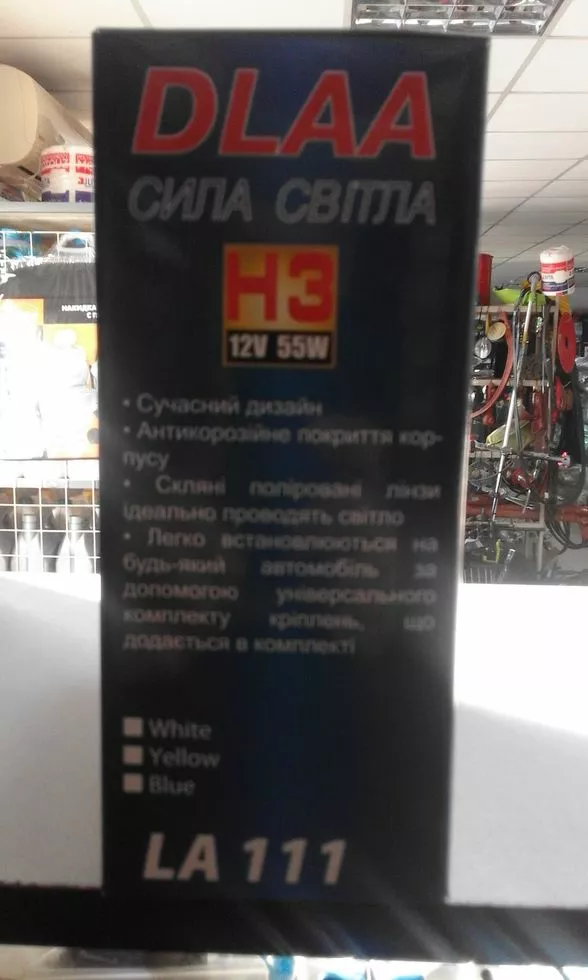 DLAA
СИЛА СВІТЛА
H3
12V 55W
НАКИДКА
• Сучасний дизайн
• Антикорозійне покриття кор-
пусу
• Скляні поліровані лінзи
ідеально проводять світло
• Легко встановлюються на
будь-який автомобіль за
допомогою універсального
комплекту кріплень, що
додається в комплекті
White
Yellow
Blue
LA 111